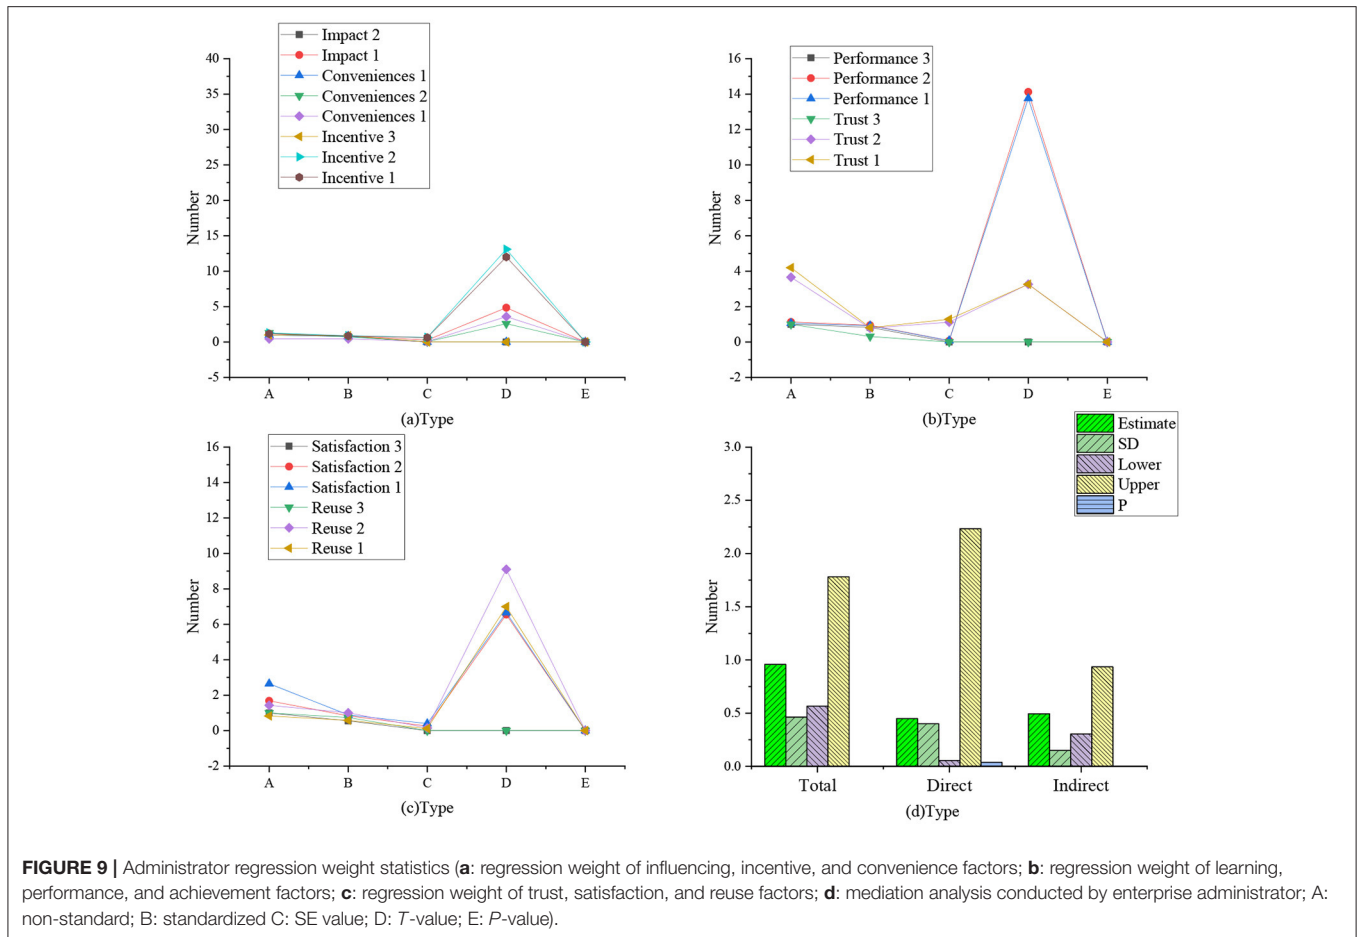 Impact 2
Impact 1
Conveniences 1
Conveniences 2
Conveniences 1
Incentive 3
Incentive 2
Incentive 1
40
35
30
25
20
15
10
5
0
-5
Number
A B C D E
(a)Type
Performance 3
Performance 2
Performance 1
Trust 3
Trust 2
Trust 1
16
14
12
10
8
6
4
2
0
-2
Number
A B C D E
(b)Type
Satisfaction 3
Satisfaction 2
Satisfaction 1
Reuse 3
Reuse 2
Reuse 1
16
14
12
10
8
6
4
2
0
-2
Number
A B C D E
(c)Type
Estimate
SD
Lower
Upper
P
3.0
2.5
2.0
1.5
1.0
0.5
0.0
Number
Total Direct Indirect
(d)Type
FIGURE 9 | Administrator regression weight statistics (a: regression weight of influencing, incentive, and convenience factors; b: regression weight of learning,
performance, and achievement factors; c: regression weight of trust, satisfaction, and reuse factors; d: mediation analysis conducted by enterprise administrator; A:
non-standard; B: standardized C: SE value; D: T-value; E: P-value).